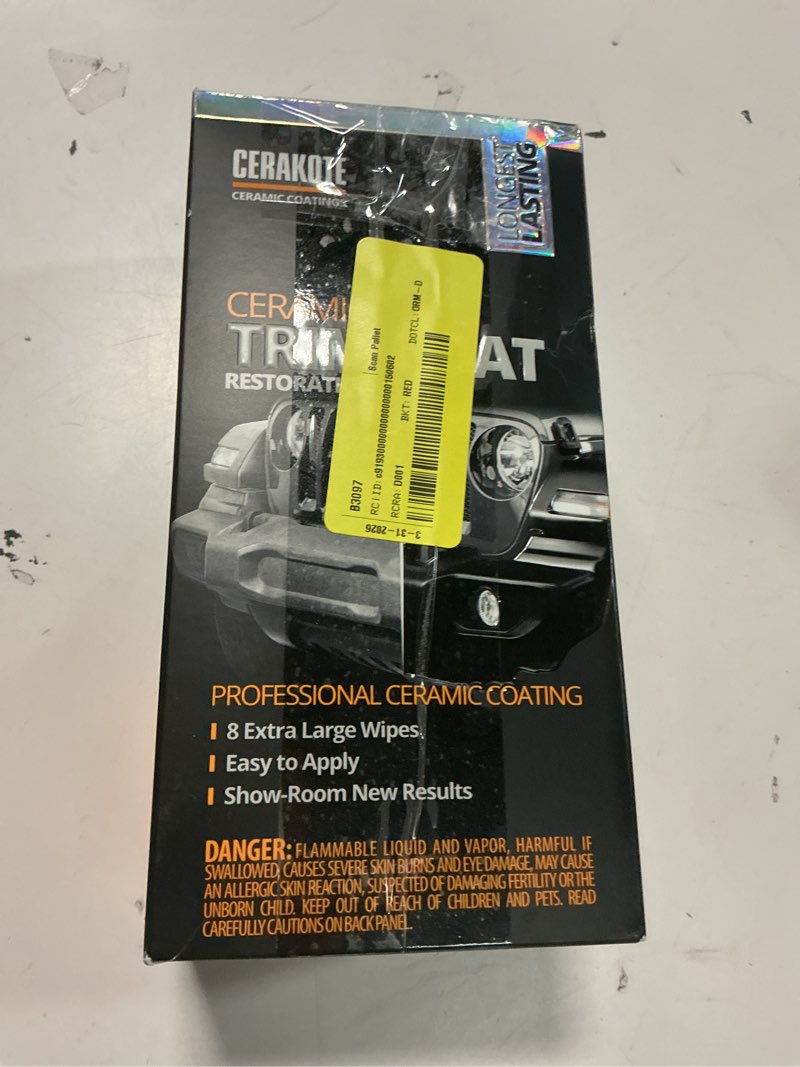 CERAKOTE
CERAMIC COATINGS
LONGEST
LASTING
CERAMI
TRIM AT
RESTORATI
Scan Pallet
B3097
RC|ID:
RCRA: D001 BKT: RED DOTCL: ORM-D
3-31-2026
PROFESSIONAL CERAMIC COATING
8 Extra Large Wipes
Easy to Apply
Show-Room New Results
DANGER: FLAMMABLE LIQUID AND VAPOR, HARMFUL IF
SWALLOWED, CAUSES SEVERE SKIN BURNS AND EYE DAMAGE, MAY CAUSE
AN ALLERGIC SKIN REACTION, SUSPECTED OF DAMAGING FERTILITY OR THE
UNBORN CHILD. KEEP OUT OF REACH OF CHILDREN AND PETS. READ
CAREFULLY CAUTIONS ON BACK PANEL.